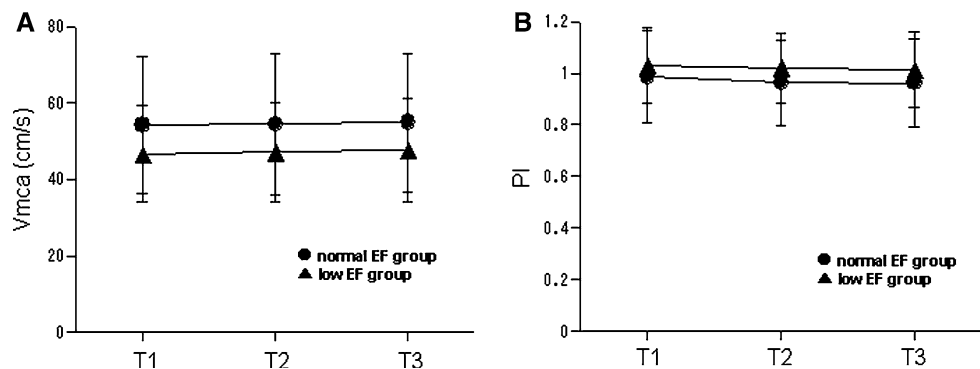 A
80
60
40
20
0
Vmca (cm/s)
normal EF group
low EF group
T1 T2 T3
B
1.2
1
0.8
0.6
0.4
0.2
0
PI
normal EF group
low EF group
T1 T2 T3